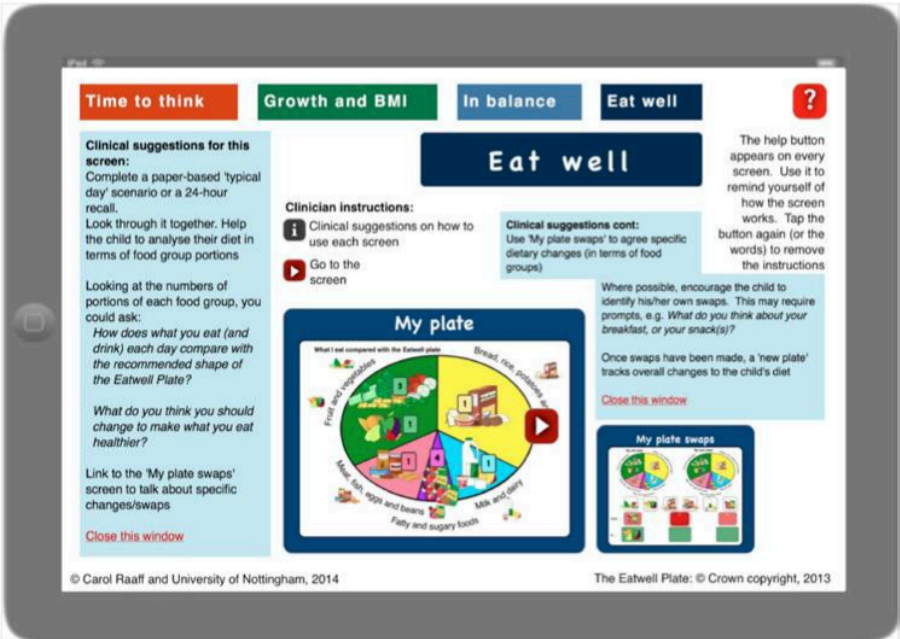 iPad
Time to think
Growth and BMI
In balance
Eat well
?
Clinical suggestions for this
screen:
Complete a paper-based 'typical
day' scenario or a 24-hour
recall.
Look through it together. Help
the child to analyse their diet in
terms of food group portions
Looking at the numbers of
portions of each food group, you
could ask:
How does what you eat (and
drink) each day compare with
the recommended shape of
the Eatwell Plate?
What do you think you should
change to make what you eat
healthier?
Link to the 'My plate swaps'
screen to talk about specific
changes/swaps
Close this window
Eat well
Clinician instructions:
i
Clinical suggestions on how to
use each screen
Go to the
screen
The help button
appears on every
screen. Use it to
remind yourself of
how the screen
works. Tap the
button again (or the
words) to remove
the instructions
Clinical suggestions cont:
Use 'My plate swaps' to agree specific
dietary changes (in terms of food
groups)
Where possible, encourage the child to
identify his/her own swaps. This may require
prompts, e.g. What do you think about your
breakfast, or your snack(s)?
Once swaps have been made, a 'new plate'
tracks overall changes to the child's diet
Close this window
My plate
What I eat compared with the Eatwell plate
Fruit and vegetables
Bread, rice, potatoes
Meat, fish, eggs and beans
Fatty and sugary foods
Milk and dairy
3
1
1
1
4
1
My plate swaps
© Carol Raaff and University of Nottingham, 2014
The Eatwell Plate: © Crown copyright, 2013